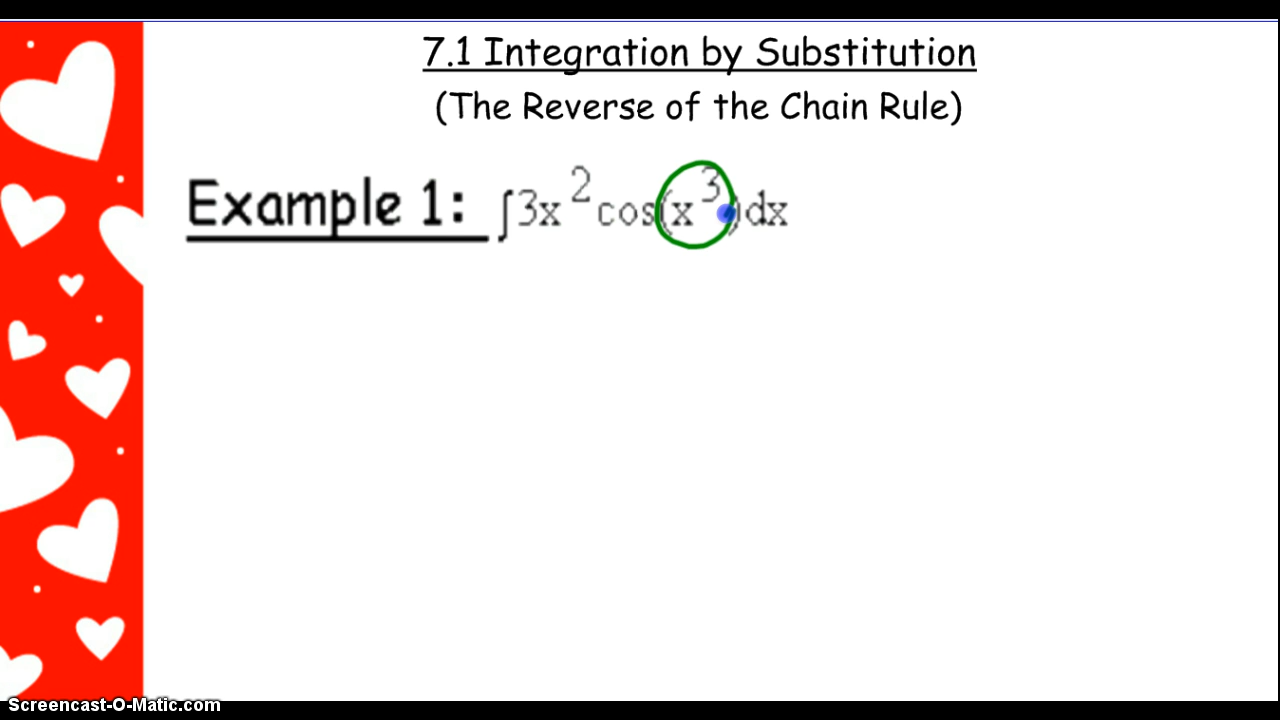 7.1 Integration by Substitution
(The Reverse of the Chain Rule)
Example 1: ∫3x²cos(x³)dx
Screencast-O-Matic.com